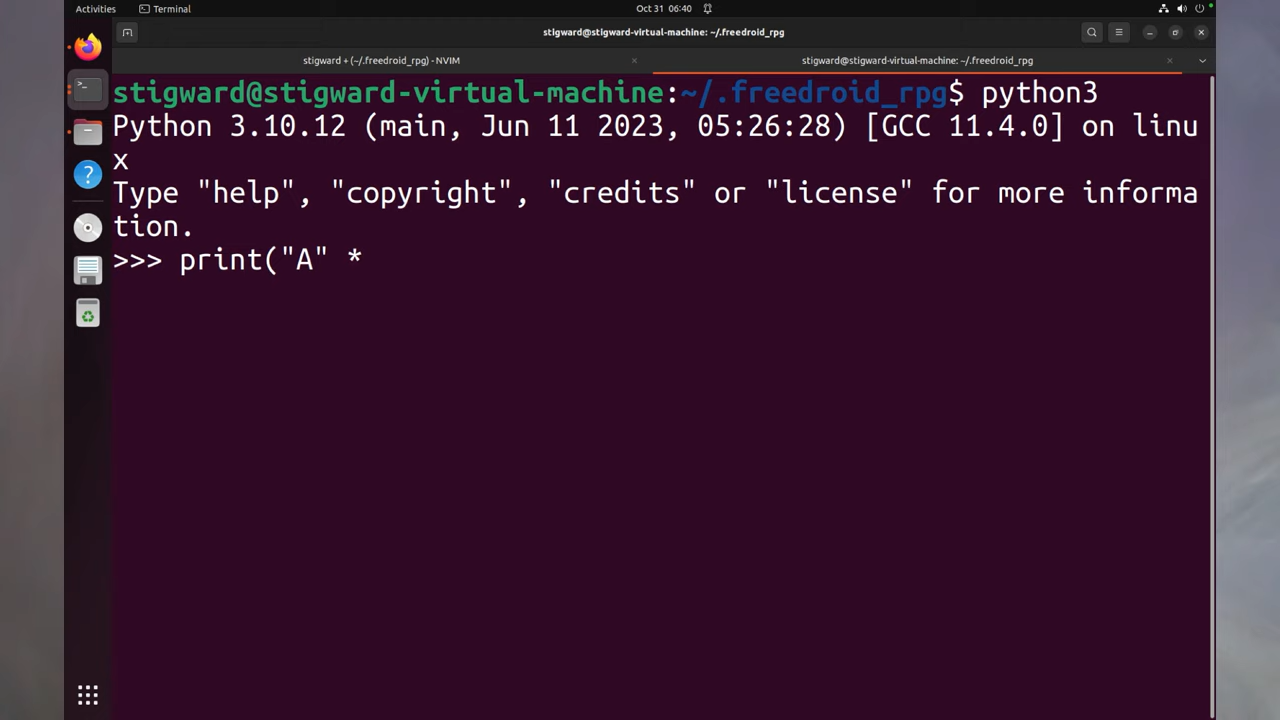 Activities
Terminal
Oct 31 06:40
stigward@stigward-virtual-machine: ~/.freedroid_rpg
stigward + (~/.freedroid_rpg) - NVIM
stigward@stigward-virtual-machine: ~/.freedroid_rpg
stigward@stigward-virtual-machine:~/.freedroid_rpg$ python3
Python 3.10.12 (main, Jun 11 2023, 05:26:28) [GCC 11.4.0] on linu
x
Type "help", "copyright", "credits" or "license" for more informa
tion.
>>> print("A" *